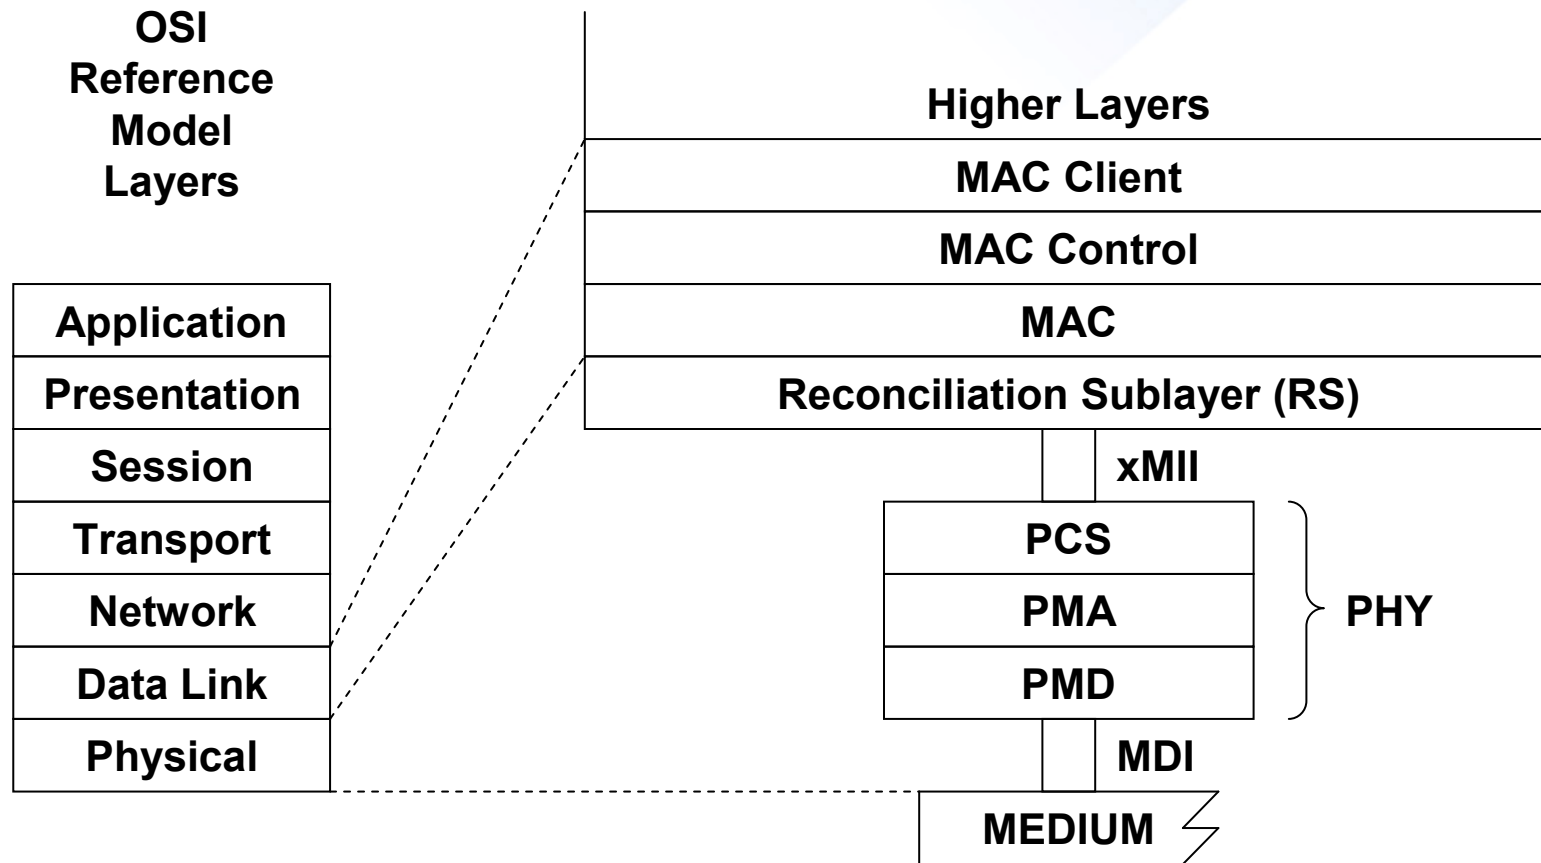 OSI
Reference
Model
Layers
Application
Presentation
Session
Transport
Network
Data Link
Physical
Higher Layers
MAC Client
MAC Control
MAC
Reconciliation Sublayer (RS)
xMII
PCS
PMA
PMD
PHY
MDI
MEDIUM